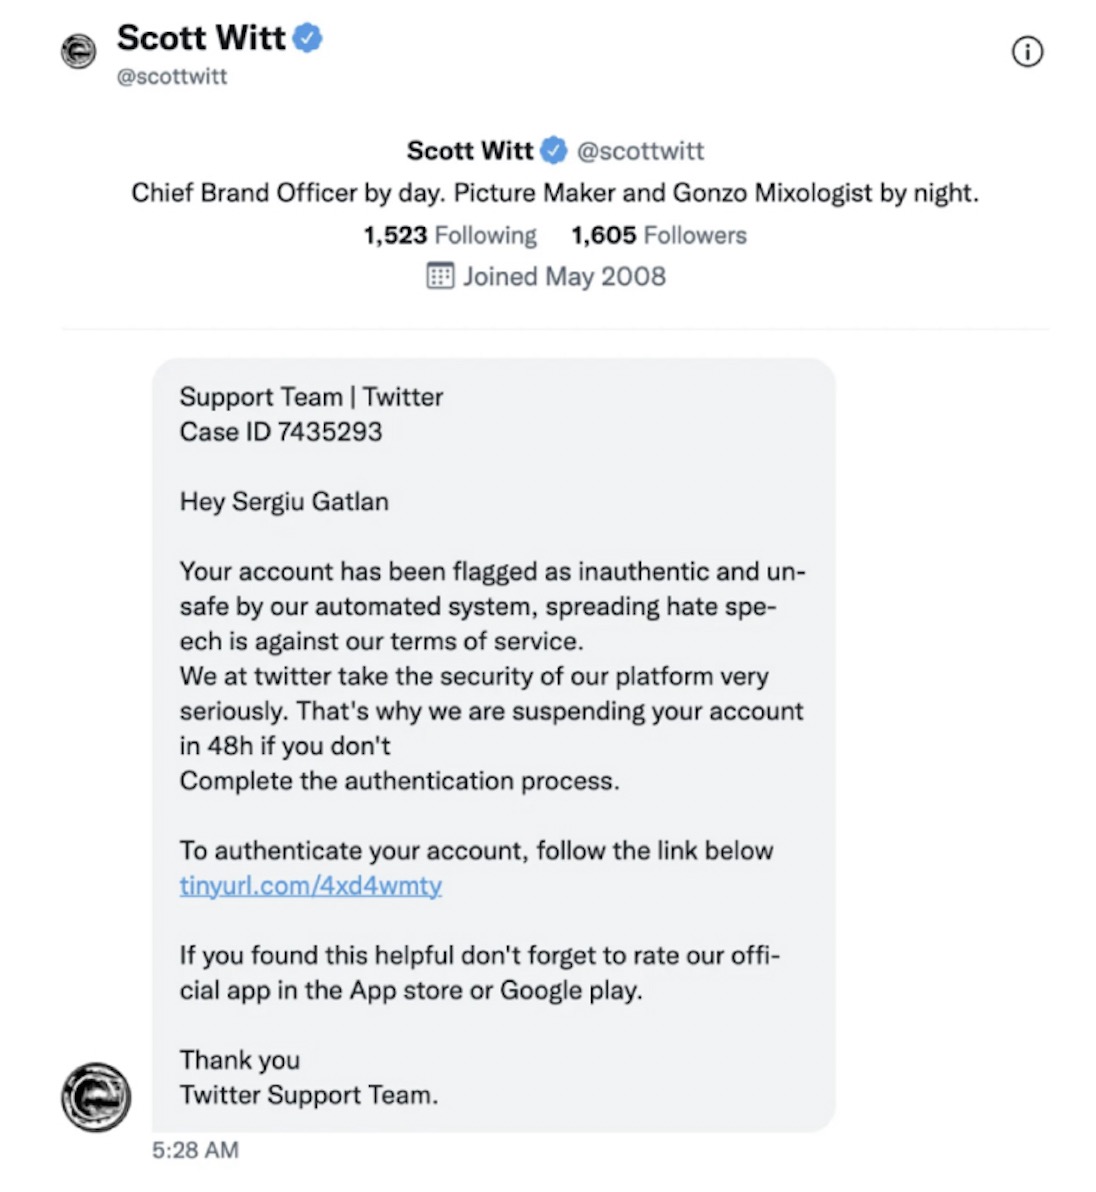 Scott Witt
@scottwitt
Scott Witt @scottwitt
Chief Brand Officer by day. Picture Maker and Gonzo Mixologist by night.
1,523 Following 1,605 Followers
Joined May 2008
Support Team | Twitter
Case ID 7435293
Hey Sergiu Gatlan
Your account has been flagged as inauthentic and un-
safe by our automated system, spreading hate spe-
ech is against our terms of service.
We at twitter take the security of our platform very
seriously. That's why we are suspending your account
in 48h if you don't
Complete the authentication process.
To authenticate your account, follow the link below
tinyurl.com/4xd4wmty
If you found this helpful don't forget to rate our offi-
cial app in the App store or Google play.
Thank you
Twitter Support Team.
5:28 AM